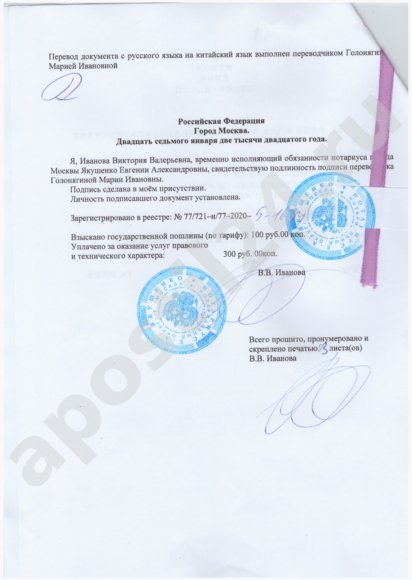 Перевод документа с русского языка на китайский язык выполнен переводчиком Голонягиной
Марией Ивановной
Российская Федерация
Город Москва.
Двадцать седьмого января две тысячи двадцатого года.
Я, Иванова Виктория Валерьевна, временно исполняющий обязанности нотариуса города
Москвы Якушенко Евгении Александровны, свидетельствую подлинность подписи переводчика
Голонягиной Марии Ивановны.
Подпись сделана в моём присутствии.
Личность подписавшего документ установлена.
Зарегистрировано в реестре: № 77/721-н/77-2020– 5-
Взыскано государственной пошлины (по тарифу): 100 руб.00 коп.
Уплачено за оказание услуг правового
и технического характера: 300 руб. 00коп.
В.В. Иванова
Всего прошито, пронумеровано и
скреплено печатью 3 листа(ов)
В.В. Иванова
apostil24.ru